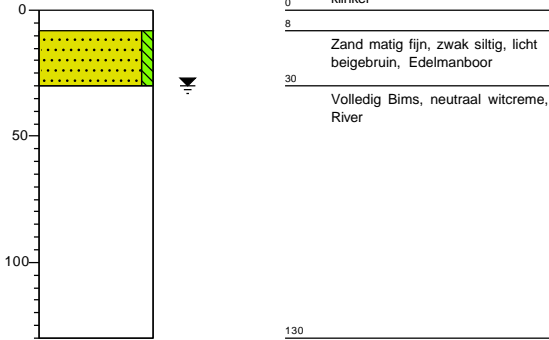 0
50
100
0
klinker
8
Zand matig fijn, zwak siltig, licht
beigebruin, Edelmanboor
30
Volledig Bims, neutraal witcreme,
River
130